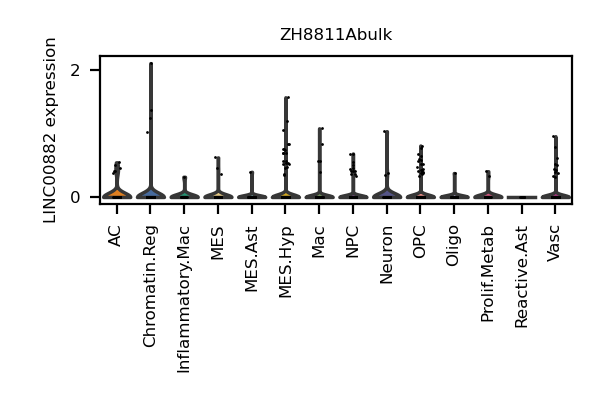 ZH8811Abulk
LINC00882 expression
2
0
AC
Chromatin.Reg
Inflammatory.Mac
MES
MES.Ast
MES.Hyp
Mac
NPC
Neuron
OPC
Oligo
Prolif.Metab
Reactive.Ast
Vasc